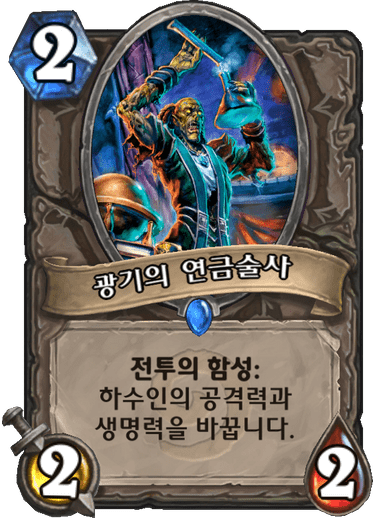 2
광기의 연금술사
전투의 함성:
하수인의 공격력과
생명력을 바꿉니다.
2 2